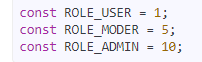 const ROLE_USER = 1;
const ROLE_MODER = 5;
const ROLE_ADMIN = 10;